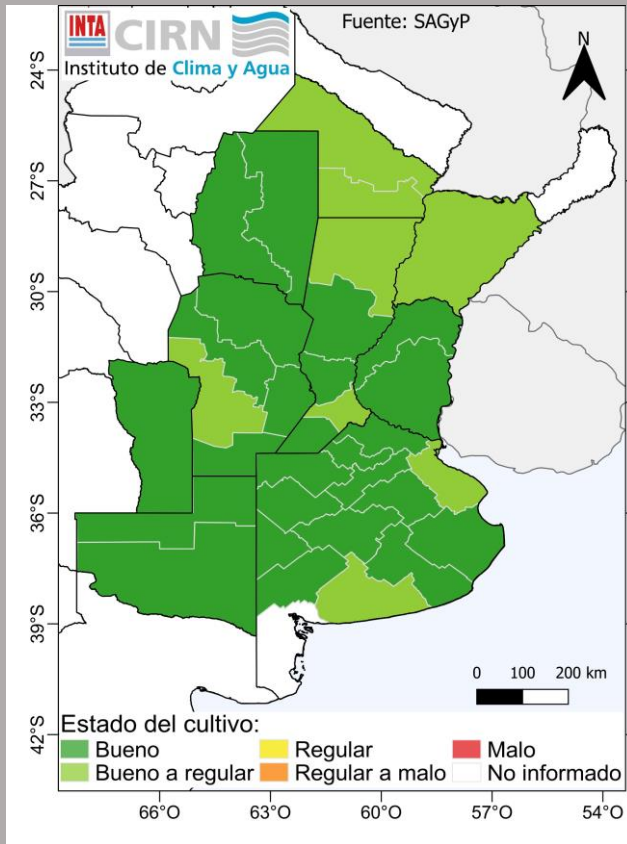 INTA CIRN
Instituto de Clima y Agua
Fuente: SAGyP
N
24°S
27°S
30°S
33°S
36°S
39°S
42°S
0 100 200 km
Estado del cultivo:
Bueno Regular Malo
Bueno a regular Regular a malo No informado
66°O 63°O 60°O 57°O 54°O